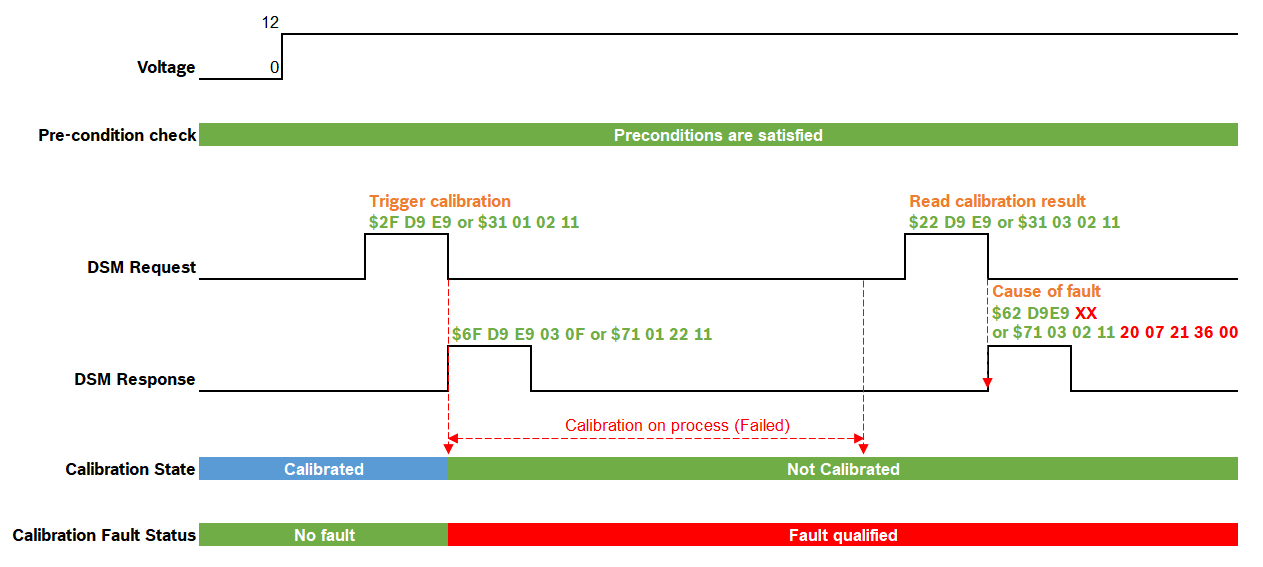 12
Voltage
0
Pre-condition check
Preconditions are satisfied
Trigger calibration
$2F D9 E9 or $31 01 02 11
Read calibration result
$22 D9 E9 or $31 03 02 11
DSM Request
Cause of fault
$62 D9E9 XX
or $71 03 02 11 20 07 21 36 00
$6F D9 E9 03 0F or $71 01 22 11
DSM Response
Calibration on process (Failed)
Calibration State
Calibrated
Not Calibrated
Calibration Fault Status
No fault
Fault qualified